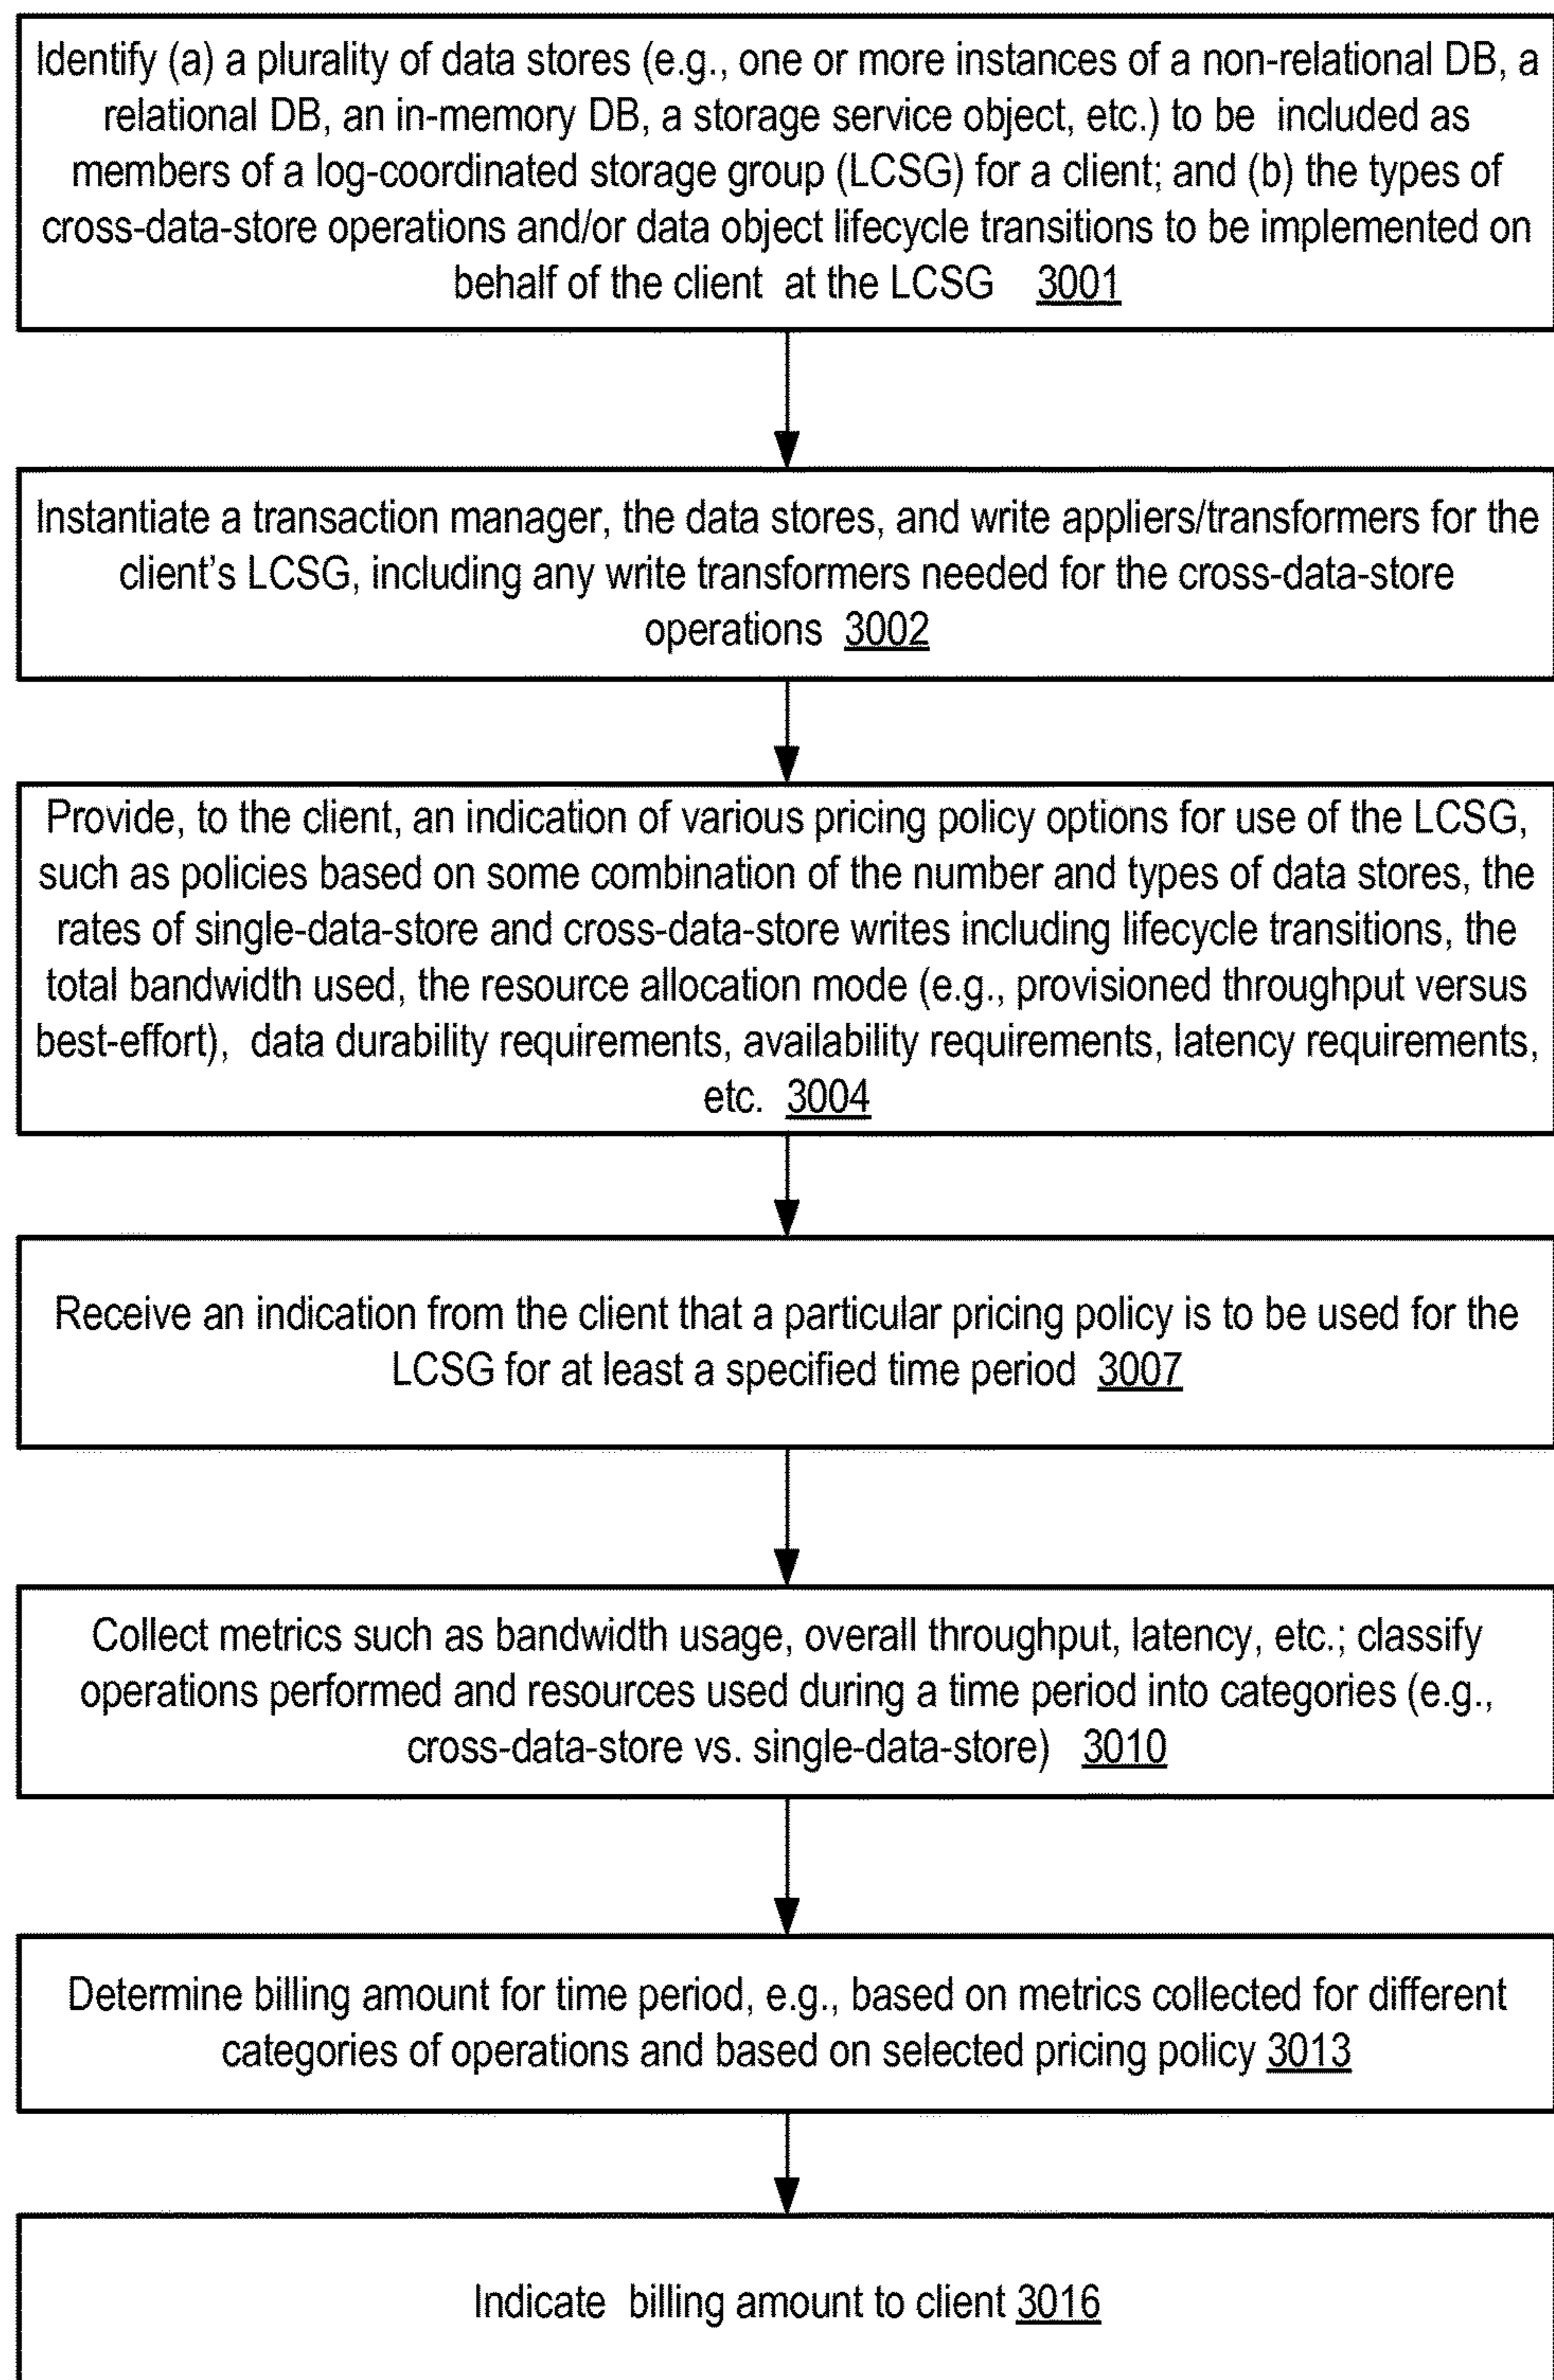 Identify (a) a plurality of data stores (e.g., one or more instances of a non-relational DB, a
relational DB, an in-memory DB, a storage service object, etc.) to be included as
members of a log-coordinated storage group (LCSG) for a client; and (b) the types of
cross-data-store operations and/or data object lifecycle transitions to be implemented on
behalf of the client at the LCSG 3001
Instantiate a transaction manager, the data stores, and write appliers/transformers for the
client's LCSG, including any write transformers needed for the cross-data-store
operations 3002
Provide, to the client, an indication of various pricing policy options for use of the LCSG,
such as policies based on some combination of the number and types of data stores, the
rates of single-data-store and cross-data-store writes including lifecycle transitions, the
total bandwidth used, the resource allocation mode (e.g., provisioned throughput versus
best-effort), data durability requirements, availability requirements, latency requirements,
etc. 3004
Receive an indication from the client that a particular pricing policy is to be used for the
LCSG for at least a specified time period 3007
Collect metrics such as bandwidth usage, overall throughput, latency, etc.; classify
operations performed and resources used during a time period into categories (e.g.,
cross-data-store vs. single-data-store) 3010
Determine billing amount for time period, e.g., based on metrics collected for different
categories of operations and based on selected pricing policy 3013
Indicate billing amount to client 3016